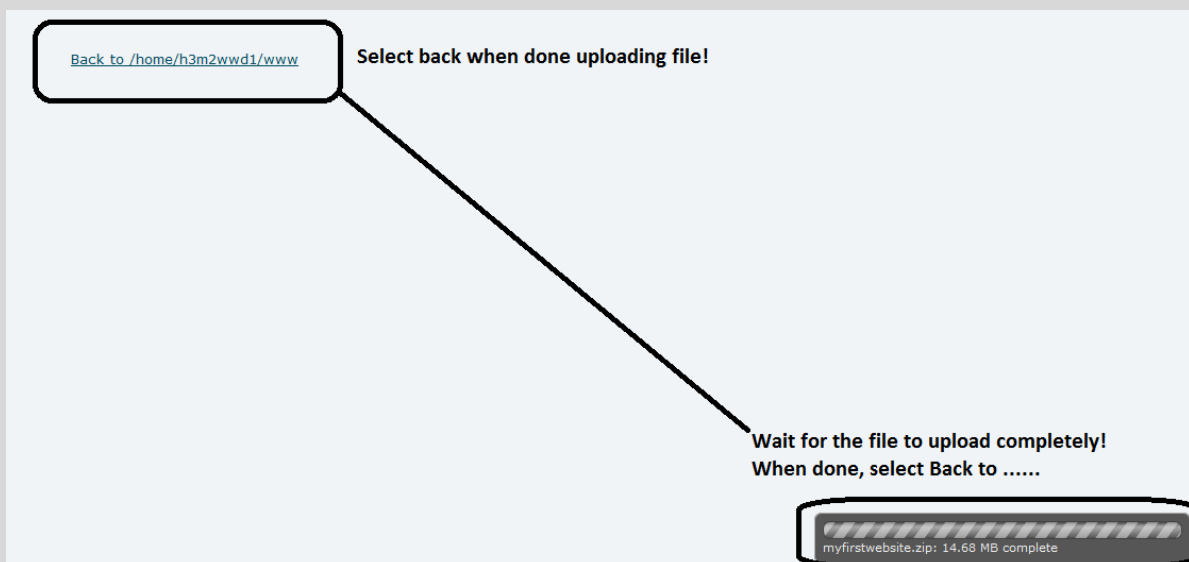 Back to /home/h3m2wwd1/www
Select back when done uploading file!
Wait for the file to upload completely!
When done, select Back to ......
myfirstwebsite.zip: 14.68 MB complete